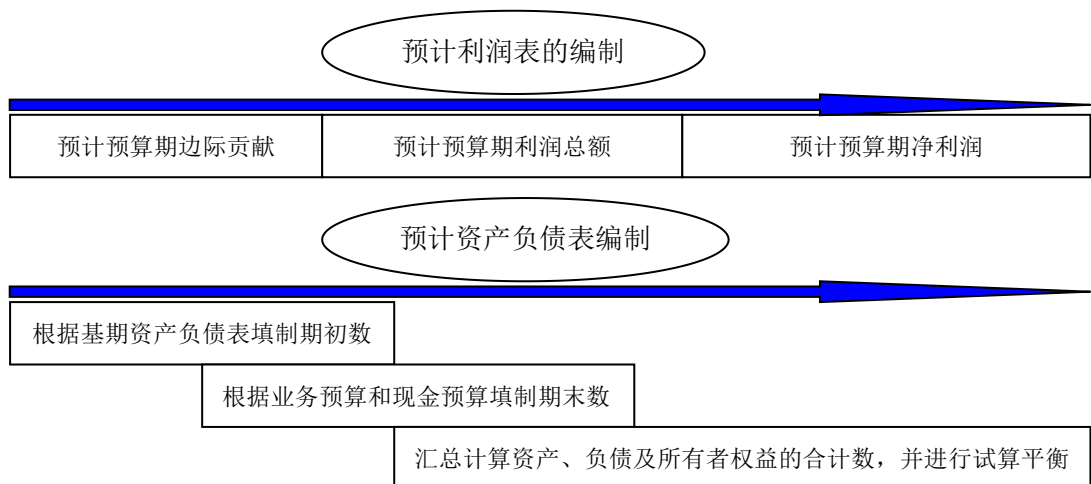 预计利润表的编制
预计预算期边际贡献
预计预算期利润总额
预计预算期净利润
预计资产负债表编制
根据基期资产负债表填制期初数
根据业务预算和现金预算填制期末数
汇总计算资产、负债及所有者权益的合计数，并进行试算平衡